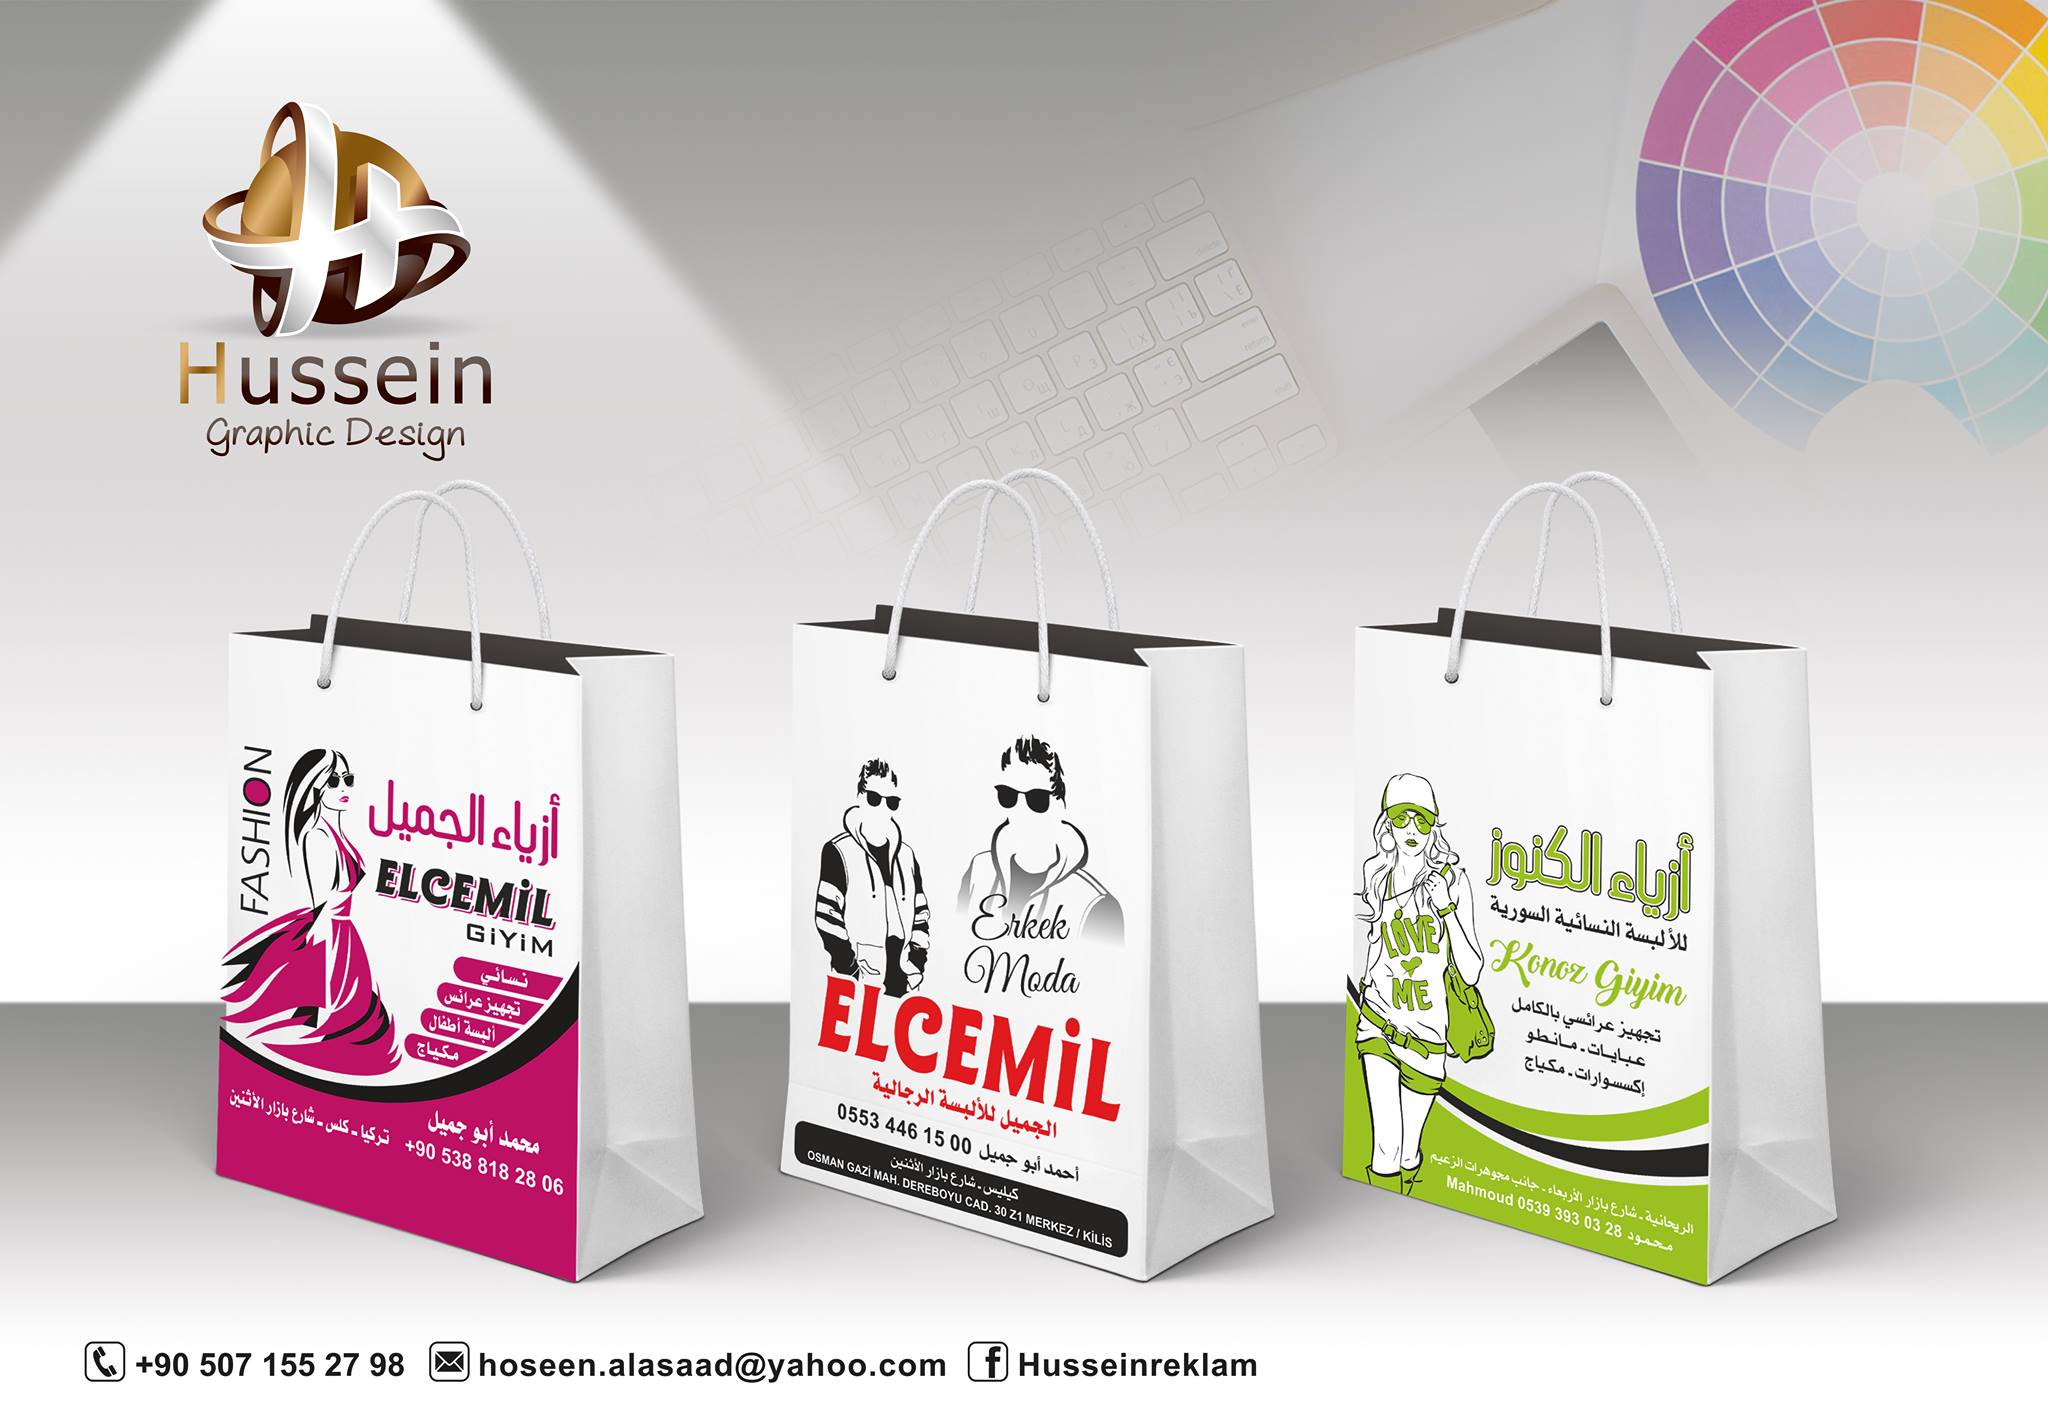 Hussein
Graphic Design
FASHION
أزياء الجميل
ELCEMİL
GİYİM
نسائي
تجهيز عرائس
ألبسة أطفال
مكياج
محمد أبو جميل
+90 538 818 28 06
تركيا ـ كلس ـ شارع بازار الأثنين
Erkek
Moda
ELCEMİL
الجميل للألبسة الرجالية
0553 446 15 00 أحمد أبو جميل
كيليس ـ شارع بازار الأثنين
OSMAN GAZİ MAH. DEREBOYU CAD. 30 Z1 MERKEZ / KİLİS
LOVE
ME
أزياء الكنوز
للألبسة النسائية السورية
Konoz Giyim
تجهيز عرائسي بالكامل
عبايات ـ مانطو
إكسسوارات ـ مكياج
الريحانية ـ شارع بازار الأربعاء ـ جانب مجوهرات الزعيم
Mahmoud 0539 393 03 28 محمود
+90 507 155 27 98
hoseen.alasaad@yahoo.com
Husseinreklam